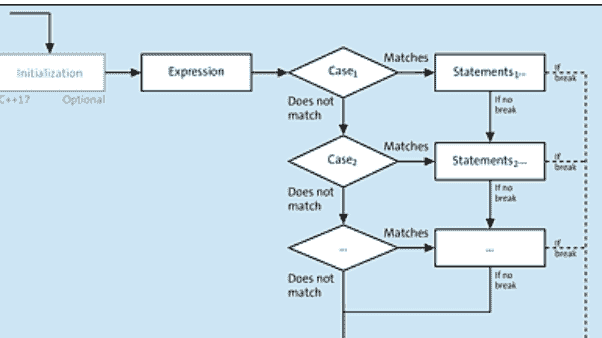 Initialization
C++17 Optional
Expression
Case1
Matches
Statements1...
If
break
Does not
match
If no
break
Case2
Matches
Statements2...
If
break
Does not
match
If no
break
...
Matches
...
If
break
Does not
match
If no
break